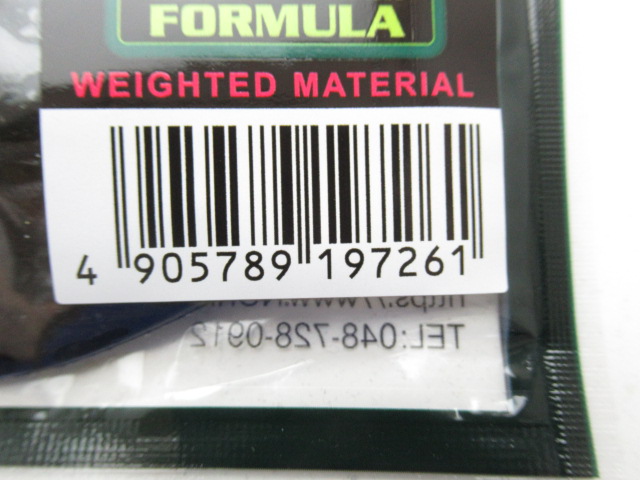 FORMULA
WEIGHTED MATERIAL
4 905789 197261
TEL:048-728-0912